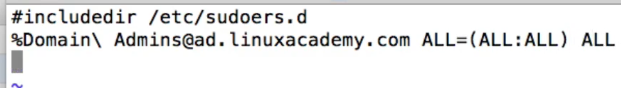 #includedir /etc/sudoers.d
%Domain\ Admins@ad.linuxacademy.com ALL=(ALL:ALL) ALL
~